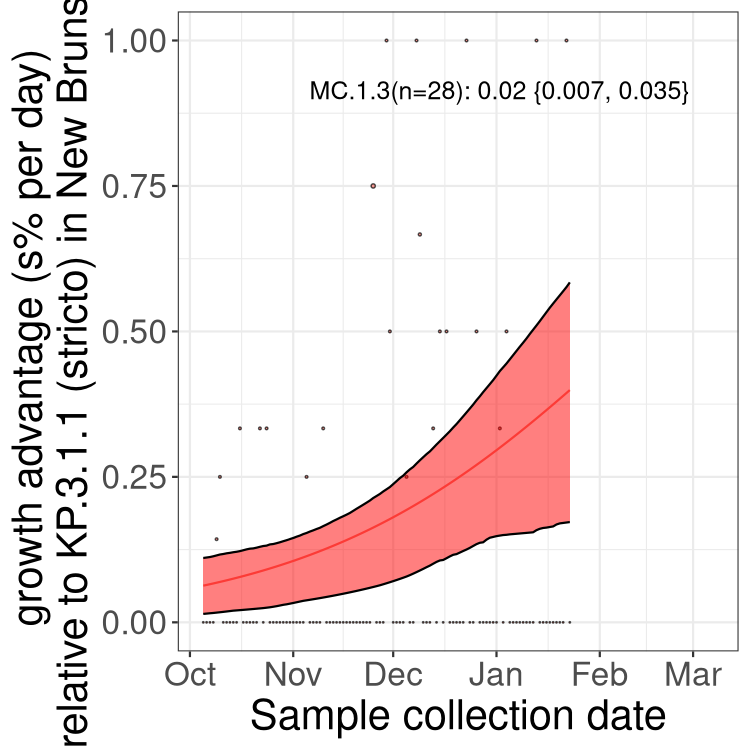 growth advantage (s% per day)
relative to KP.3.1.1 (stricto) in New Bruns
1.00
0.75
0.50
0.25
0.00
MC.1.3(n=28): 0.02 {0.007, 0.035}
Oct Nov Dec Jan Feb Mar
Sample collection date